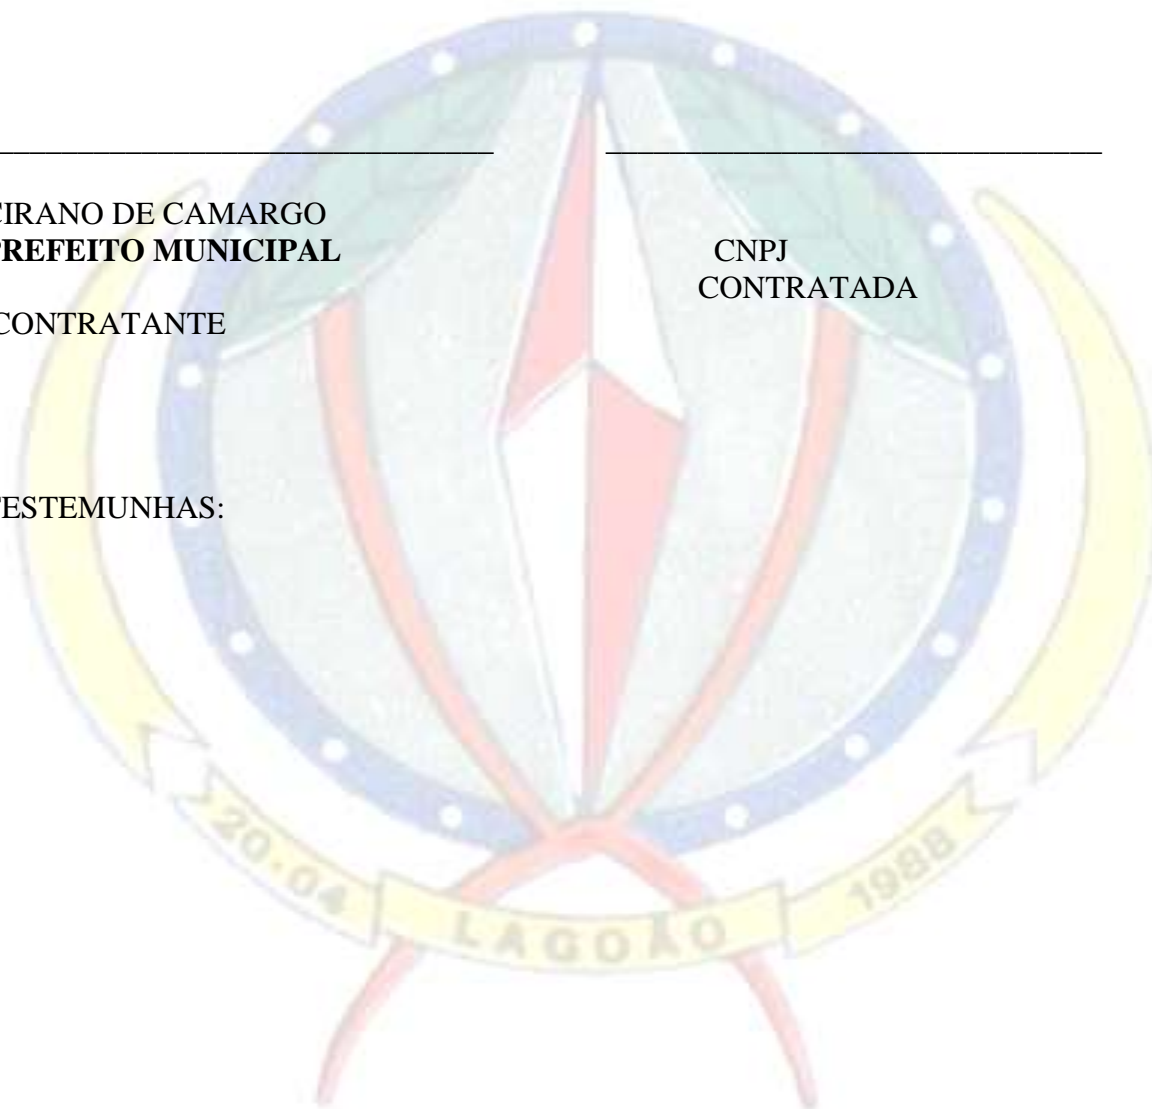 CIRANO DE CAMARGO
PREFEITO MUNICIPAL
CONTRATANTE
CNPJ
CONTRATADA
TESTEMUNHAS:
20.04
LAGOÃO
1988